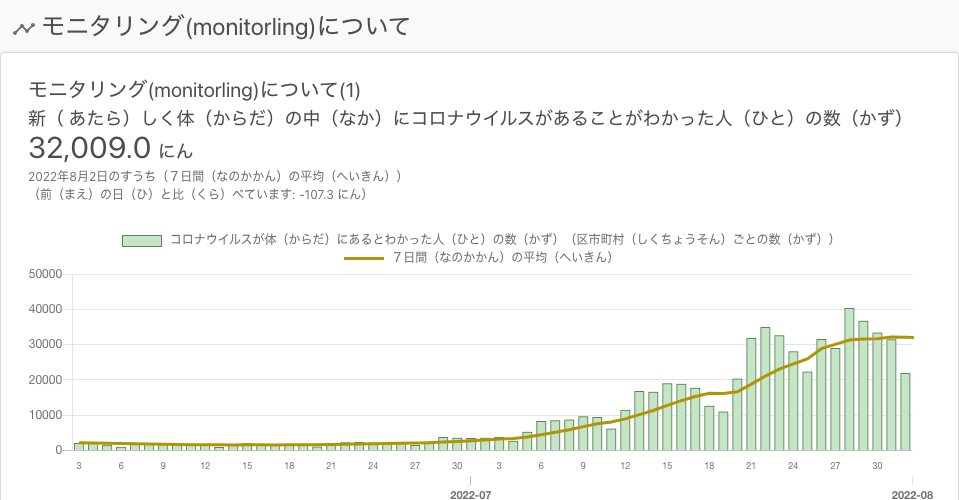 モニタリング(monitorling)について
モニタリング(monitorling)について(1)
新（ あたら）しく体（からだ）の中（なか）にコロナウイルスがあることがわかった人（ひと）の数（かず）
32,009.0 にん
2022年8月2日のすうち（７日間（なのかかん）の平均（へいきん））
（前（まえ）の日（ひ）と比（くら）べています: -107.3 にん）
コロナウイルスが体（からだ）にあるとわかった人（ひと）の数（かず）（区市町村（しくちょうそん）ごとの数（かず））
７日間（なのかかん）の平均（へいきん）
50000
40000
30000
20000
10000
0
3 6 9 12 15 18 21 24 27 30 3 6 9 12 15 18 21 24 27 30
2022-07 2022-08